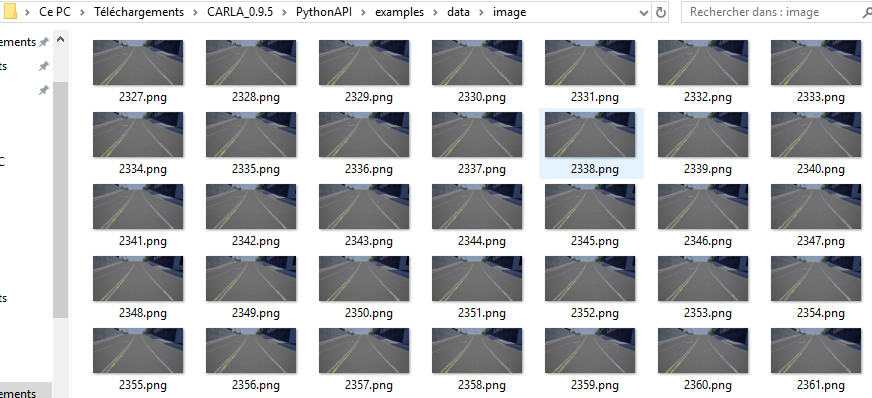 Ce PC > Téléchargements > CARLA_0.9.5 > PythonAPI > examples > data > image
Rechercher dans : image
ements
ts
C
ts
ements
2327.png 2328.png 2329.png 2330.png 2331.png 2332.png 2333.png
2334.png 2335.png 2336.png 2337.png 2338.png 2339.png 2340.png
2341.png 2342.png 2343.png 2344.png 2345.png 2346.png 2347.png
2348.png 2349.png 2350.png 2351.png 2352.png 2353.png 2354.png
2355.png 2356.png 2357.png 2358.png 2359.png 2360.png 2361.png